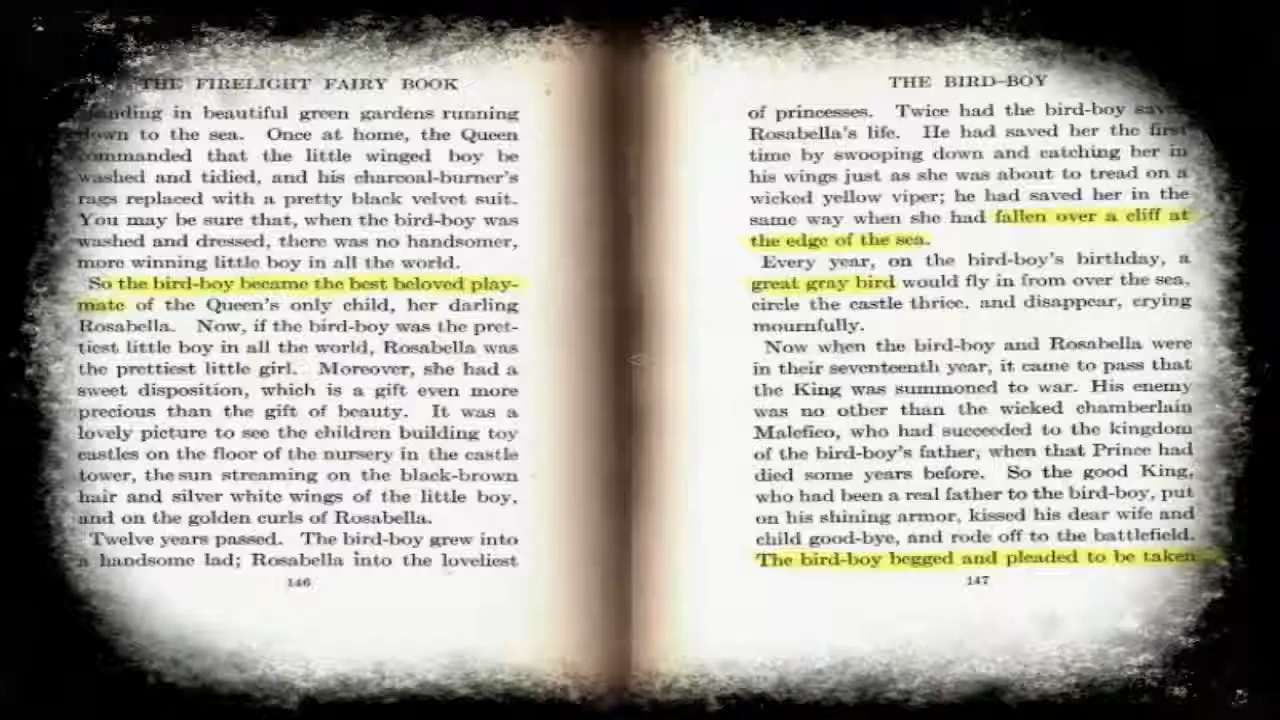 THE FIRELIGHT FAIRY BOOK
standing in beautiful green gardens running
down to the sea. Once at home, the Queen
commanded that the little winged boy be
washed and tidied, and his charcoal-burner's
rags replaced with a pretty black velvet suit.
You may be sure that, when the bird-boy was
washed and dressed, there was no handsomer,
more winning little boy in all the world.
So the bird-boy became the best beloved play-
mate of the Queen's only child, her darling
Rosabella. Now, if the bird-boy was the pret-
tiest little boy in all the world, Rosabella was
the prettiest little girl. Moreover, she had a
sweet disposition, which is a gift even more
precious than the gift of beauty. It was a
lovely picture to see the children building toy
castles on the floor of the nursery in the castle
tower, the sun streaming on the black-brown
hair and silver white wings of the little boy,
and on the golden curls of Rosabella.
Twelve years passed. The bird-boy grew into
a handsome lad; Rosabella into the loveliest
146
THE BIRD-BOY
of princesses. Twice had the bird-boy saved
Rosabella's life. He had saved her the first
time by swooping down and catching her in
his wings just as she was about to tread on a
wicked yellow viper; he had saved her in the
same way when she had fallen over a cliff at
the edge of the sea.
Every year, on the bird-boy's birthday, a
great gray bird would fly in from over the sea,
circle the castle thrice, and disappear, crying
mournfully.
Now when the bird-boy and Rosabella were
in their seventeenth year, it came to pass that
the King was summoned to war. His enemy
was no other than the wicked chamberlain
Malefico, who had succeeded to the kingdom
of the bird-boy's father, when that Prince had
died some years before. So the good King,
who had been a real father to the bird-boy, put
on his shining armor, kissed his dear wife and
child good-bye, and rode off to the battlefield.
The bird-boy begged and pleaded to be taken
147